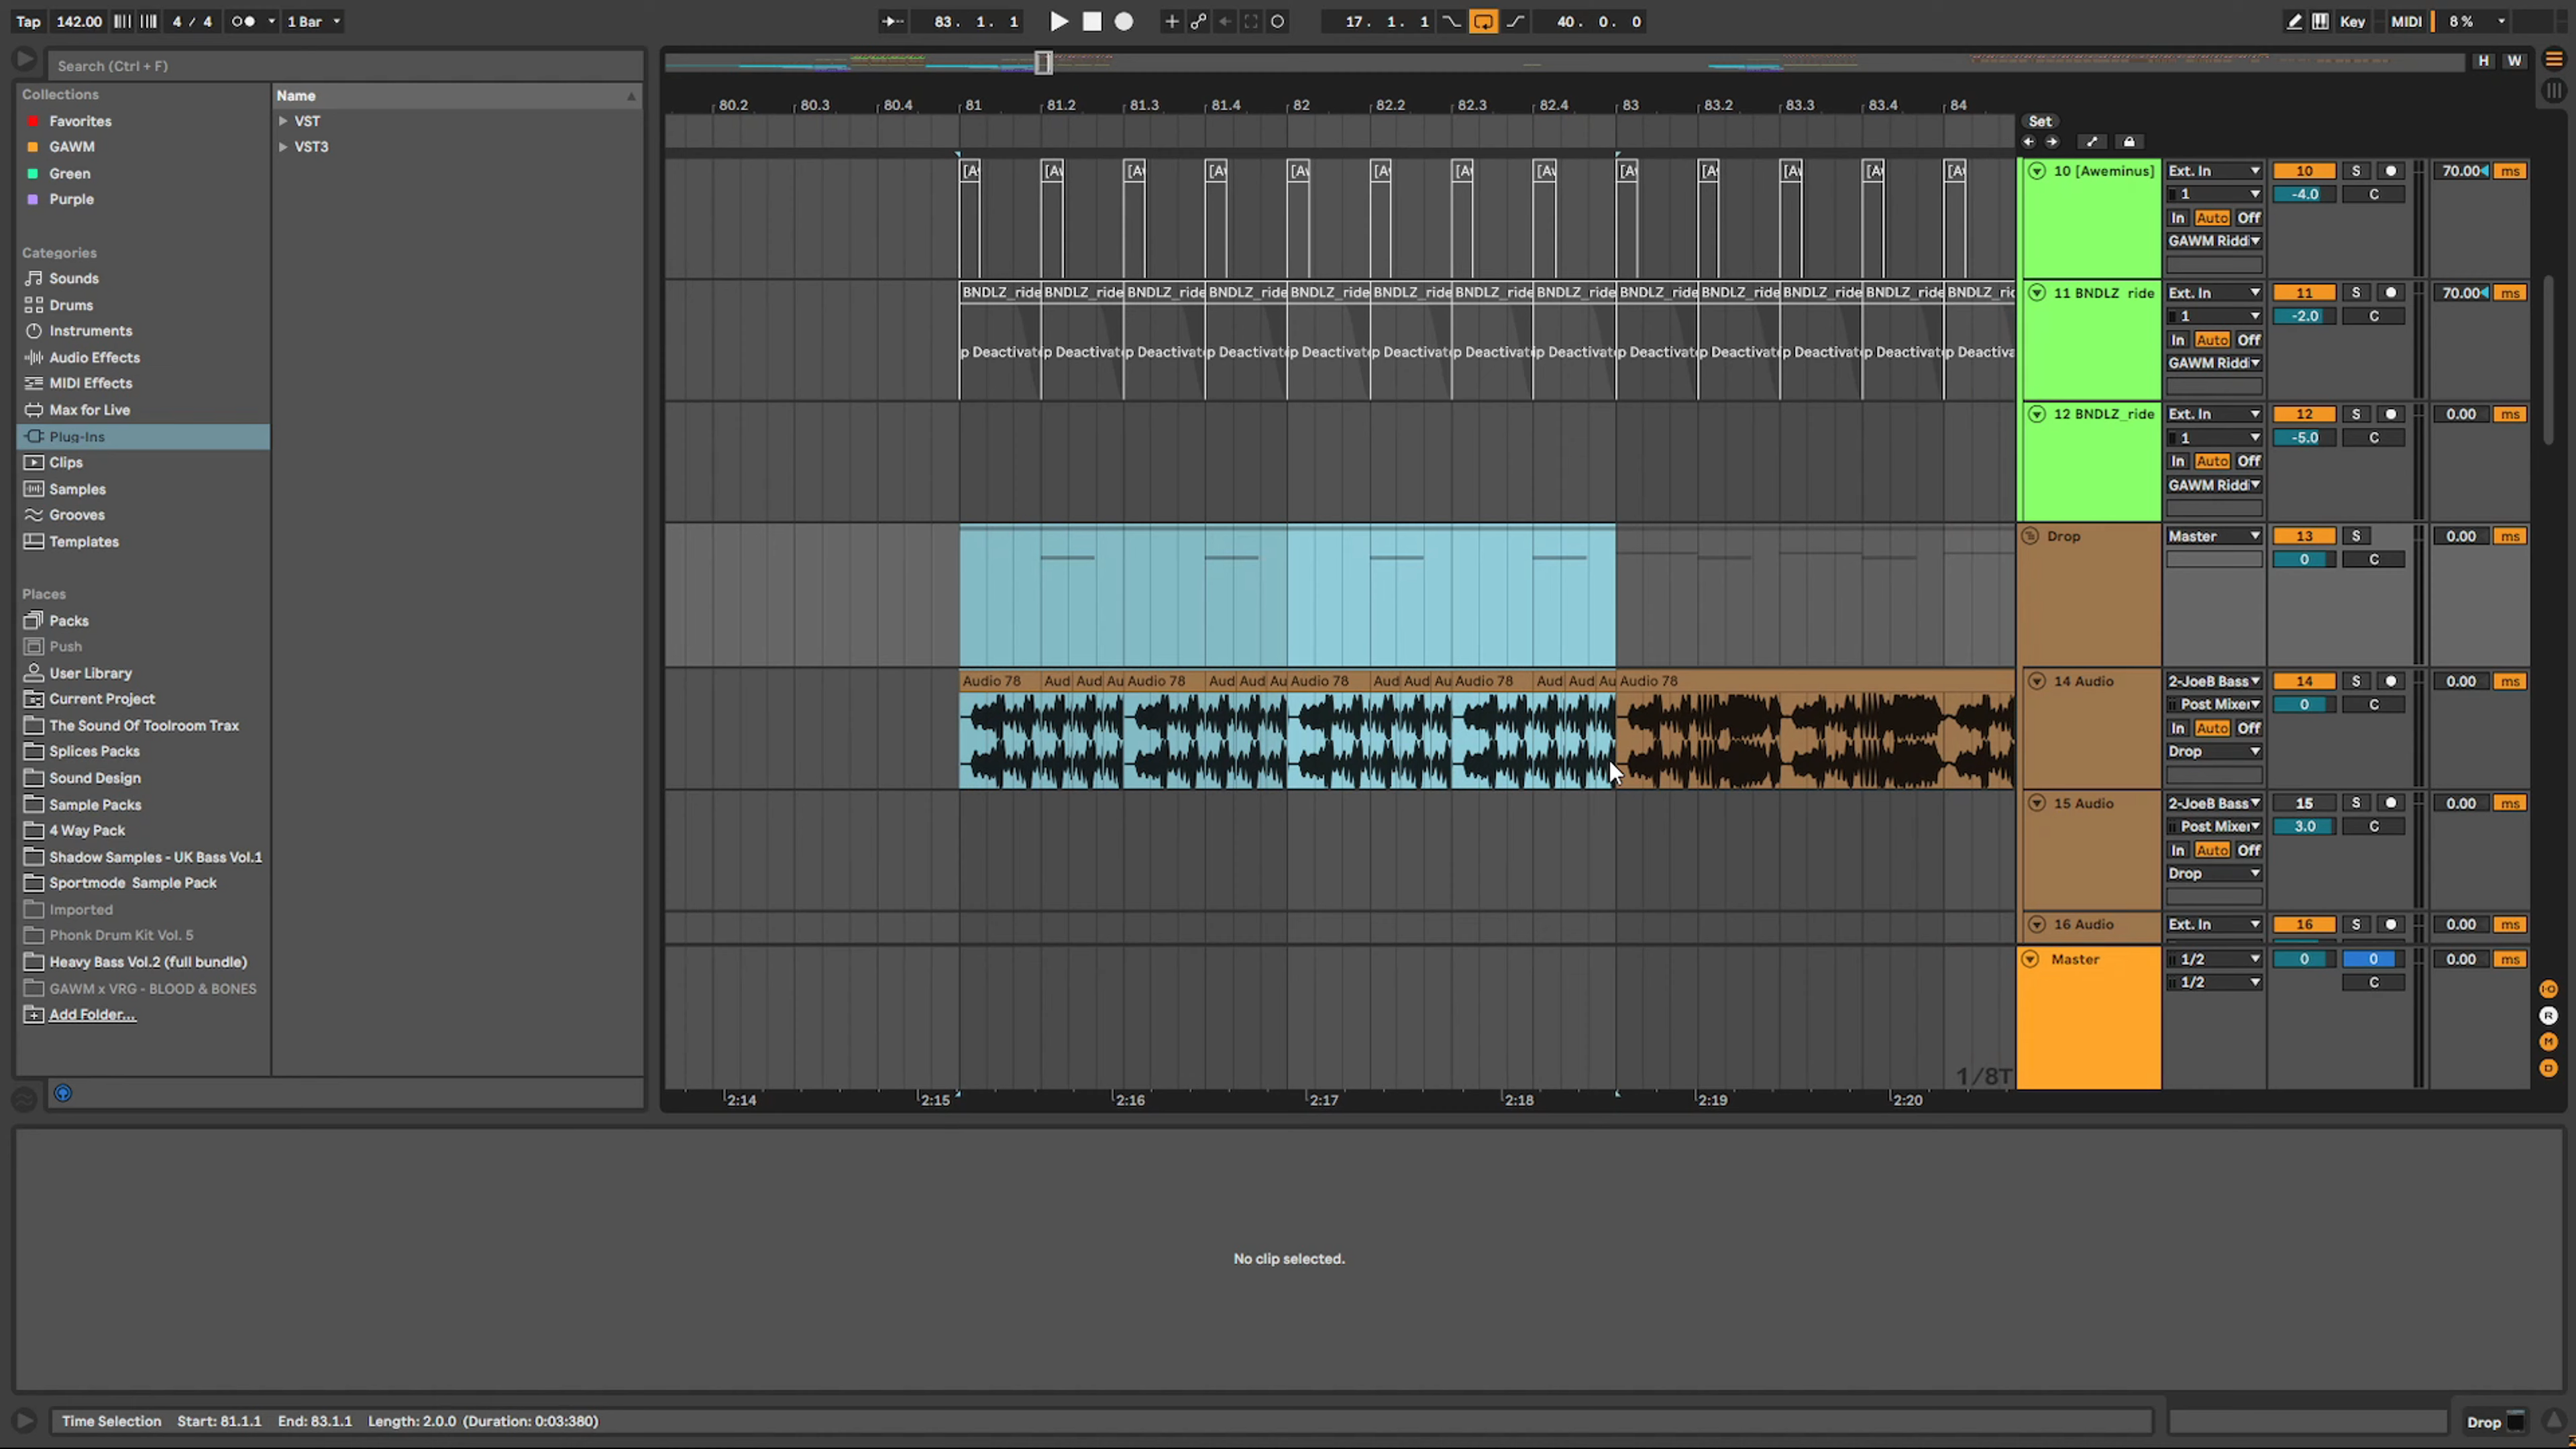 Tap 142.00 4 / 4 1 Bar 83. 1. 1 17. 1. 1 40. 0. 0 Key MIDI 8 %
Search (Ctrl + F)
H W
Collections
Favorites
GAWM
Green
Purple
Categories
Sounds
Drums
Instruments
Audio Effects
MIDI Effects
Max for Live
Plug-Ins
Clips
Samples
Grooves
Templates
Places
Packs
Push
User Library
Current Project
The Sound Of Toolroom Trax
Splices Packs
Sound Design
Sample Packs
4 Way Pack
Shadow Samples - UK Bass Vol.1
Sportmode Sample Pack
Imported
Phonk Drum Kit Vol. 5
Heavy Bass Vol.2 (full bundle)
GAWM x VRG - BLOOD & BONES
Add Folder...
Name
VST
VST3
80.2 80.3 80.4 81 81.2 81.3 81.4 82 82.2 82.3 82.4 83 83.2 83.3 83.4 84
Set
[A [A [A [A [A [A [A [A [A [A [A [A [A
10 [Aweminus] Ext. In 10 S 70.00 ms
1 -4.0 C
In Auto Off
GAWM Riddi
BNDLZ_ride BNDLZ_ride BNDLZ_ride BNDLZ_ride BNDLZ_ride BNDLZ_ride BNDLZ_ride BNDLZ_ride BNDLZ_ride BNDLZ_ride BNDLZ_ride BNDLZ_ride BNDLZ_ric
11 BNDLZ ride Ext. In 11 S 70.00 ms
1 -2.0 C
In Auto Off
p Deactivat p Deactivat p Deactivat p Deactivat p Deactivat p Deactivat p Deactivat p Deactivat p Deactivat p Deactivat p Deactivat p Deactivat p Deactiva
GAWM Riddi
12 BNDLZ_ride Ext. In 12 S 0.00 ms
1 -5.0 C
In Auto Off
GAWM Riddi
Drop Master 13 S 0.00 ms
0 C
Audio 78 Aud Aud Au Audio 78 Aud Aud Au Audio 78 Aud Aud Au Audio 78 Aud Aud Au Audio 78
14 Audio 2-JoeB Bass 14 S 0.00 ms
Post Mixer 0 C
In Auto Off
Drop
15 Audio 2-JoeB Bass 15 S 0.00 ms
Post Mixer 3.0 C
In Auto Off
Drop
16 Audio Ext. In 16 S 0.00 ms
Master 1/2 0 0 0.00 ms
1/2 C
I-O
R
M
D
1/8T
2:14 2:15 2:16 2:17 2:18 2:19 2:20
No clip selected.
Time Selection Start: 81.1.1 End: 83.1.1 Length: 2.0.0 (Duration: 0:03:380)
Drop